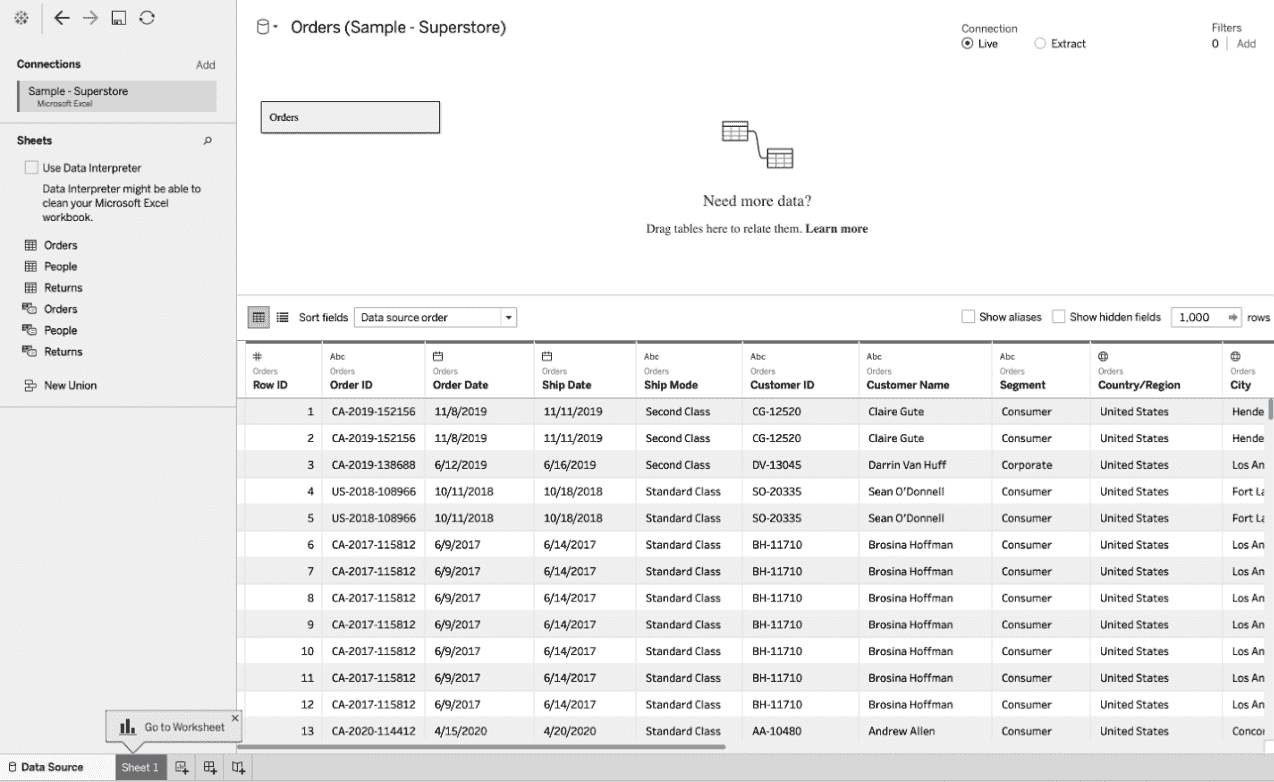 Orders (Sample - Superstore)
Connection
Live Extract
Filters
0 Add
Connections Add
Sample - Superstore
Microsoft Excel
Sheets
Use Data Interpreter
Data Interpreter might be able to
clean your Microsoft Excel
workbook.
Orders
People
Returns
Orders
People
Returns
New Union
Orders
Need more data?
Drag tables here to relate them. Learn more
Sort fields Data source order Show aliases Show hidden fields 1,000 rows
# Abc Abc Abc Abc Abc
Orders Orders Orders Orders Orders Orders Orders Orders Orders Orders
Row ID Order ID Order Date Ship Date Ship Mode Customer ID Customer Name Segment Country/Region City
1 CA-2019-152156 11/8/2019 11/11/2019 Second Class CG-12520 Claire Gute Consumer United States Hende
2 CA-2019-152156 11/8/2019 11/11/2019 Second Class CG-12520 Claire Gute Consumer United States Hende
3 CA-2019-138688 6/12/2019 6/16/2019 Second Class DV-13045 Darrin Van Huff Corporate United States Los An
4 US-2018-108966 10/11/2018 10/18/2018 Standard Class SO-20335 Sean O'Donnell Consumer United States Fort La
5 US-2018-108966 10/11/2018 10/18/2018 Standard Class SO-20335 Sean O'Donnell Consumer United States Fort La
6 CA-2017-115812 6/9/2017 6/14/2017 Standard Class BH-11710 Brosina Hoffman Consumer United States Los An
7 CA-2017-115812 6/9/2017 6/14/2017 Standard Class BH-11710 Brosina Hoffman Consumer United States Los An
8 CA-2017-115812 6/9/2017 6/14/2017 Standard Class BH-11710 Brosina Hoffman Consumer United States Los An
9 CA-2017-115812 6/9/2017 6/14/2017 Standard Class BH-11710 Brosina Hoffman Consumer United States Los An
10 CA-2017-115812 6/9/2017 6/14/2017 Standard Class BH-11710 Brosina Hoffman Consumer United States Los An
11 CA-2017-115812 6/9/2017 6/14/2017 Standard Class BH-11710 Brosina Hoffman Consumer United States Los An
12 CA-2017-115812 6/9/2017 6/14/2017 Standard Class BH-11710 Brosina Hoffman Consumer United States Los An
13 CA-2020-114412 4/15/2020 4/20/2020 Standard Class AA-10480 Andrew Allen Consumer United States Concor
Go to Worksheet
Data Source Sheet 1